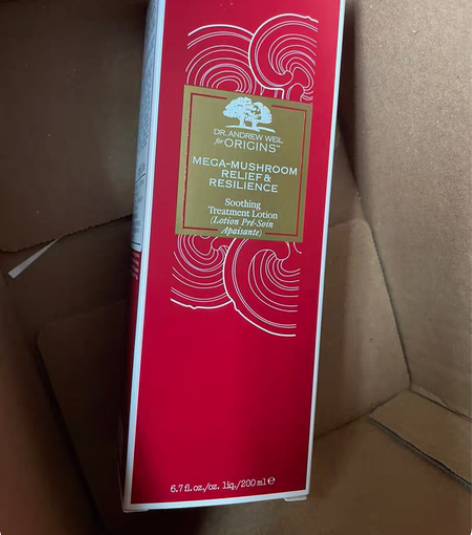 DR. ANDREW WEIL
for ORIGINS™
MEGA-MUSHROOM
RELIEF &
RESILIENCE
Soothing
Treatment Lotion
(Lotion Pré-Soin
Apaisante)
6.7 fl. oz./oz. liq./200 ml ℮